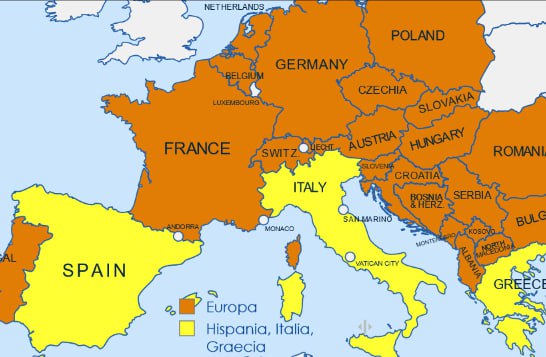 NETHERLANDS
POLAND
GERMANY
BELGIUM
CZECHIA
LUXEMBOURG
SLOVAKIA
AUSTRIA
HUNGARY
FRANCE
SWITZ.
LIECHT.
ROMANIA
SLOVENIA
CROATIA
ITALY
BOSNIA
& HERZ.
SERBIA
SAN MARINO
BULG
ANDORRA
MONACO
KOSOVO
MONTENEGRO
NORTH
MACEDONIA
GAL
SPAIN
VATICAN CITY
ALBANIA
GREECE
Europa
Hispania, Italia,
Graecia